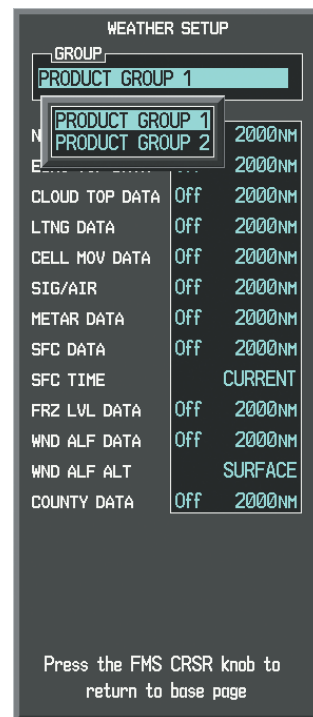 WEATHER SETUP
GROUP
PRODUCT GROUP 1
PRODUCT GROUP 1
PRODUCT GROUP 2
N 2000NM
2000NM
CLOUD TOP DATA Off 2000NM
LTNG DATA Off 2000NM
CELL MOV DATA Off 2000NM
SIG/AIR Off 2000NM
METAR DATA Off 2000NM
SFC DATA Off 2000NM
SFC TIME CURRENT
FRZ LVL DATA Off 2000NM
WND ALF DATA Off 2000NM
WND ALF ALT SURFACE
COUNTY DATA Off 2000NM
Press the FMS CRSR knob to
return to base page